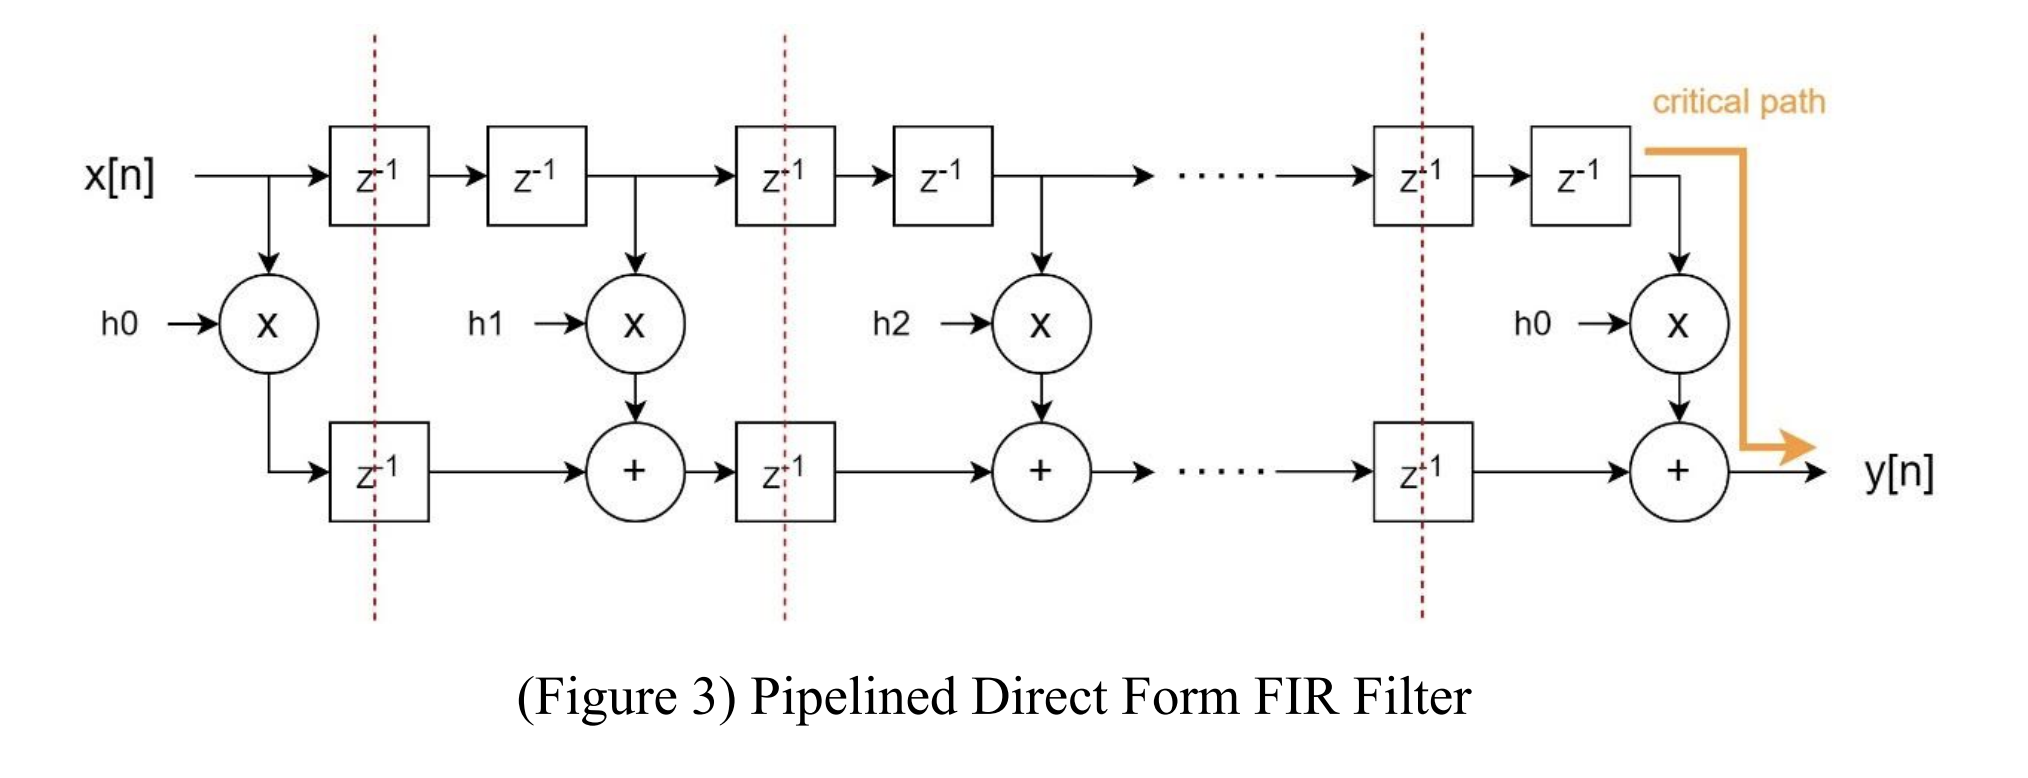 critical path
x[n] z-1 z-1 z-1 z-1 ..... z-1 z-1
h0 x h1 x h2 x h0 x
z-1 + z-1 + ..... z-1 + y[n]
(Figure 3) Pipelined Direct Form FIR Filter